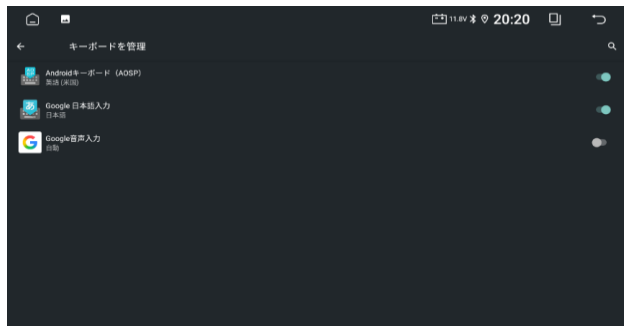 11.8V 20:20
キーボードを管理
Androidキーボード（AOSP）
英語 (米国)
Google 日本語入力
日本語
Google音声入力
自動